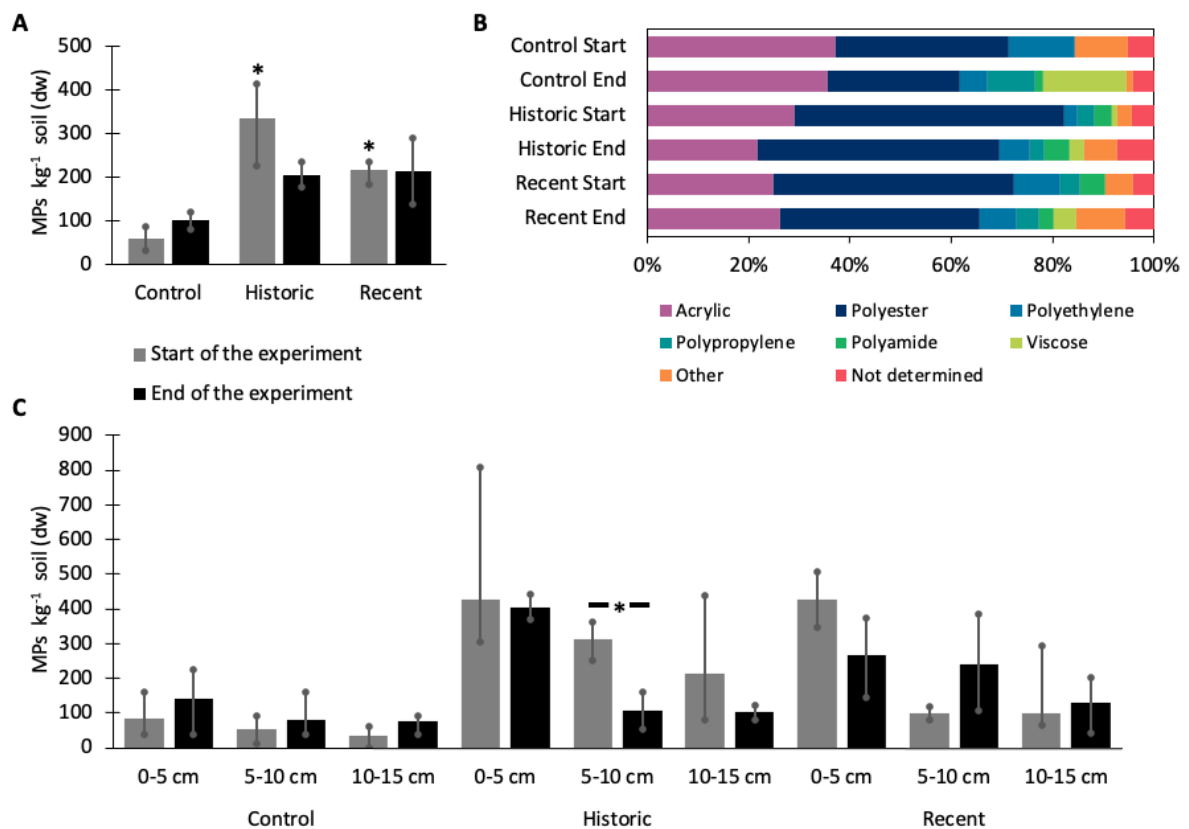 A
MPs kg⁻¹ soil (dw)
500
400
300
200
100
0
*
*
Control Historic Recent
Start of the experiment
End of the experiment
B
Control Start
Control End
Historic Start
Historic End
Recent Start
Recent End
0% 20% 40% 60% 80% 100%
Acrylic Polyester Polyethylene
Polypropylene Polyamide Viscose
Other Not determined
C
MPs kg⁻¹ soil (dw)
900
800
700
600
500
400
300
200
100
0
*
0-5 cm 5-10 cm 10-15 cm 0-5 cm 5-10 cm 10-15 cm 0-5 cm 5-10 cm 10-15 cm
Control Historic Recent